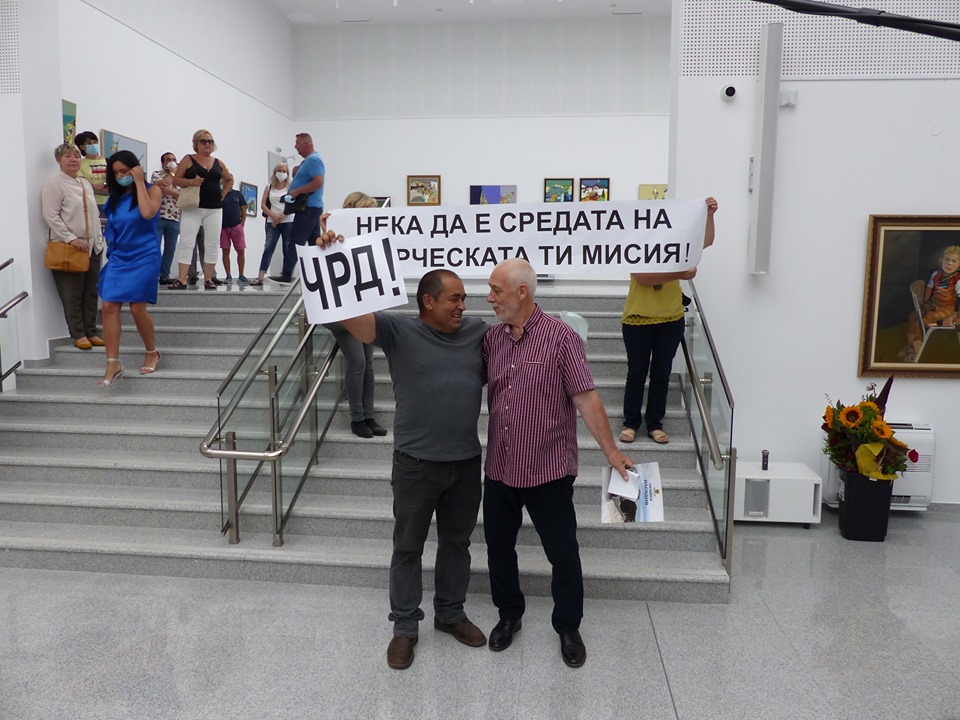 НЕКА ДА Е СРЕДАТА НА
РЧЕСКАТА ТИ МИСИЯ!
ЧРД!